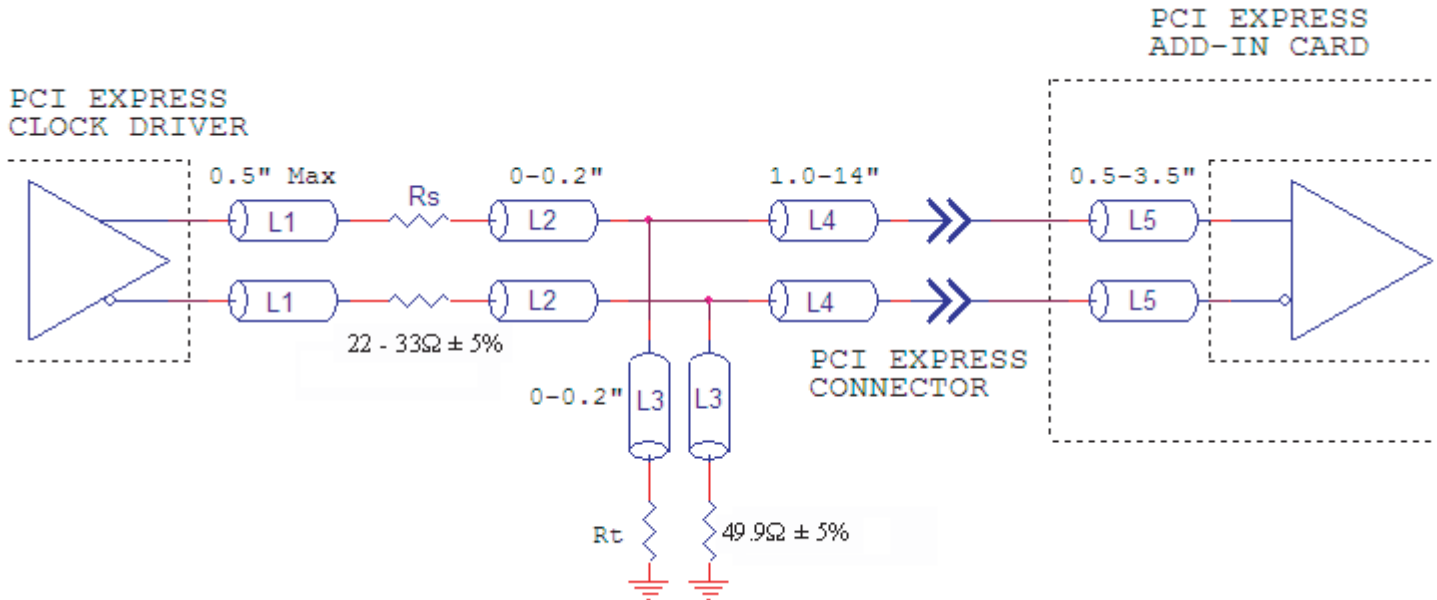 PCI EXPRESS
ADD-IN CARD
PCI EXPRESS
CLOCK DRIVER
0.5" Max
0-0.2"
1.0-14"
0.5-3.5"
Rs
L1
L2
L4
L5
L1
L2
L4
L5
22 - 33Ω ± 5%
PCI EXPRESS
CONNECTOR
0-0.2"
L3
L3
Rt
49.9Ω ± 5%